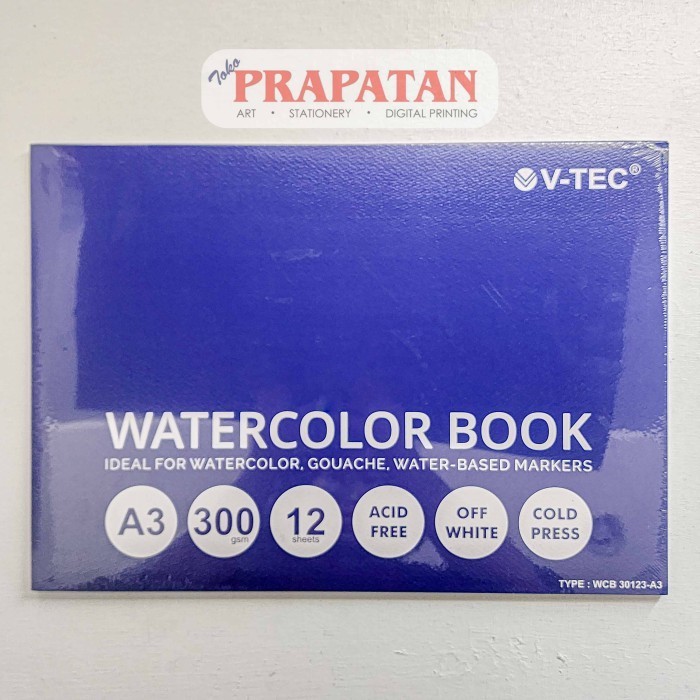 Toko
PRAPATAN
ART • STATIONERY • DIGITAL PRINTING
V-TEC®
WATERCOLOR BOOK
IDEAL FOR WATERCOLOR, GOUACHE, WATER-BASED MARKERS
A3
300
gsm
12
sheets
ACID
FREE
OFF
WHITE
COLD
PRESS
TYPE : WCB 30123-A3